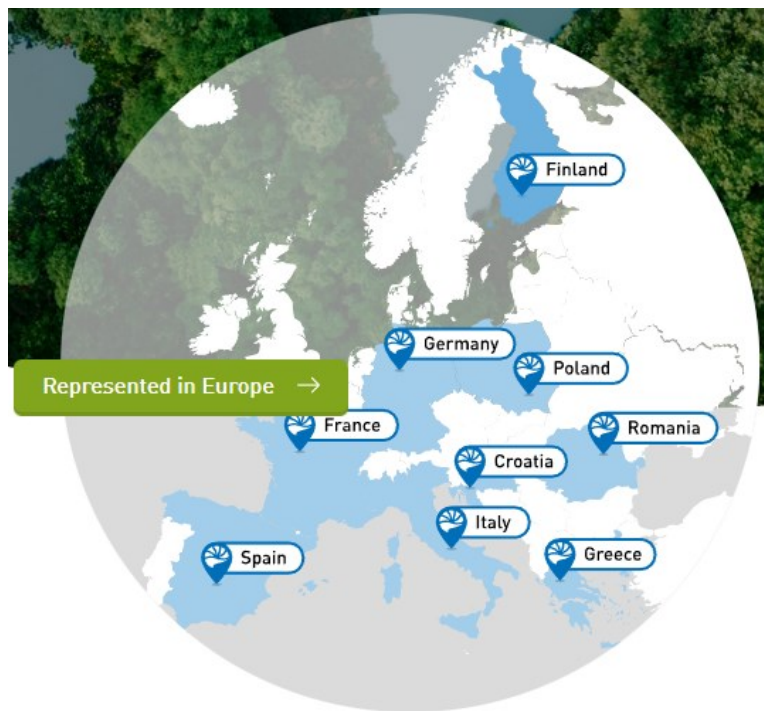 Finland
Germany
Poland
Represented in Europe →
France
Romania
Croatia
Italy
Spain
Greece